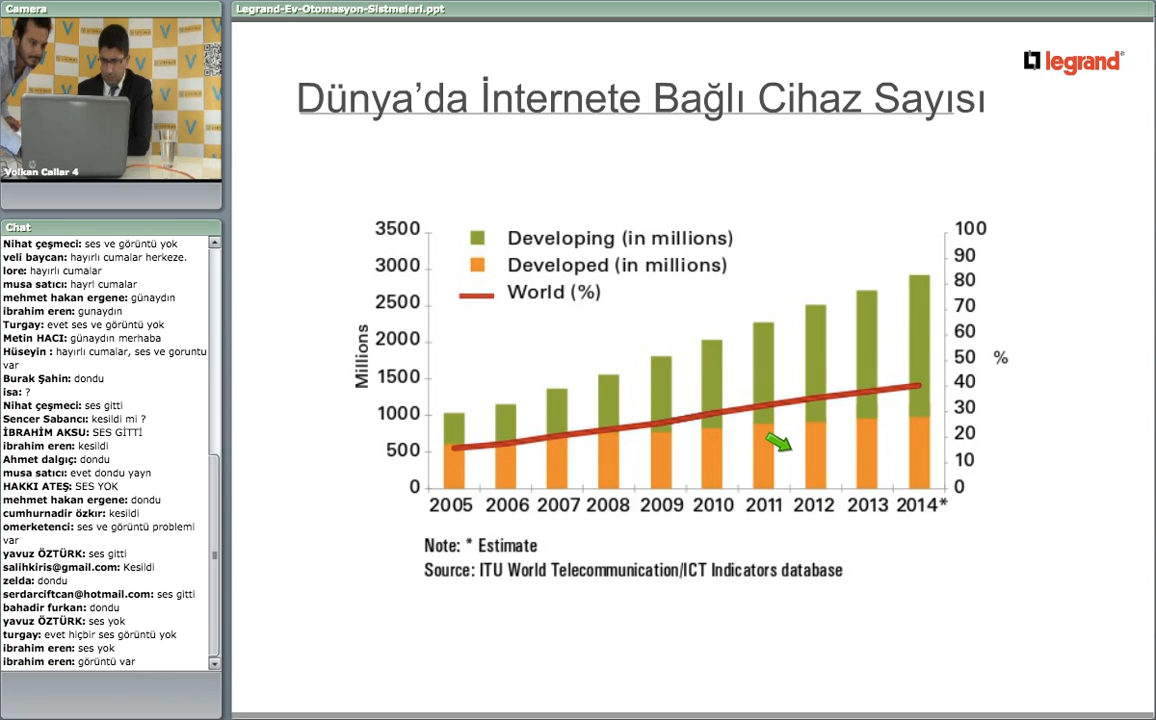 Camera
Volkan Callar 4
Chat
Nihat çeşmeci: ses ve görüntü yok
veli baycan: hayırlı cumalar herkeze.
lore: hayırlı cumalar
musa satıcı: hayrl cumalar
mehmet hakan ergene: günaydın
ibrahim eren: gunaydın
Turgay: evet ses ve görüntü yok
Metin HACI: günaydın merhaba
Hüseyin : hayırlı cumalar, ses ve goruntu
var
Burak Şahin: dondu
isa: ?
Nihat çeşmeci: ses gitti
Sencer Sabancı: kesildi mi ?
İBRAHİM AKSU: SES GİTTİ
ibrahim eren: kesildi
Ahmet dalgıç: dondu
musa satıcı: evet dondu yayn
HAKKI ATEŞ: SES YOK
mehmet hakan ergene: dondu
cumhurnadir özkır: kesildi
omerketenci: ses ve görüntü problemi
var
yavuz ÖZTÜRK: ses gitti
salihkiris@gmail.com: Kesildi
zelda: dondu
serdarciftcan@hotmail.com: ses gitti
bahadir furkan: dondu
yavuz ÖZTÜRK: ses yok
turgay: evet hiçbir ses görüntü yok
ibrahim eren: ses yok
ibrahim eren: görüntü var
Legrand-Ev-Otomasyon-Sistmeleri.ppt
legrand®
Dünya’da İnternete Bağlı Cihaz Sayısı
Developing (in millions)
Developed (in millions)
World (%)
Millions
3500
3000
2500
2000
1500
1000
500
0
100
90
80
70
60
50
40
30
20
10
0
%
2005 2006 2007 2008 2009 2010 2011 2012 2013 2014*
Note: * Estimate
Source: ITU World Telecommunication/ICT Indicators database